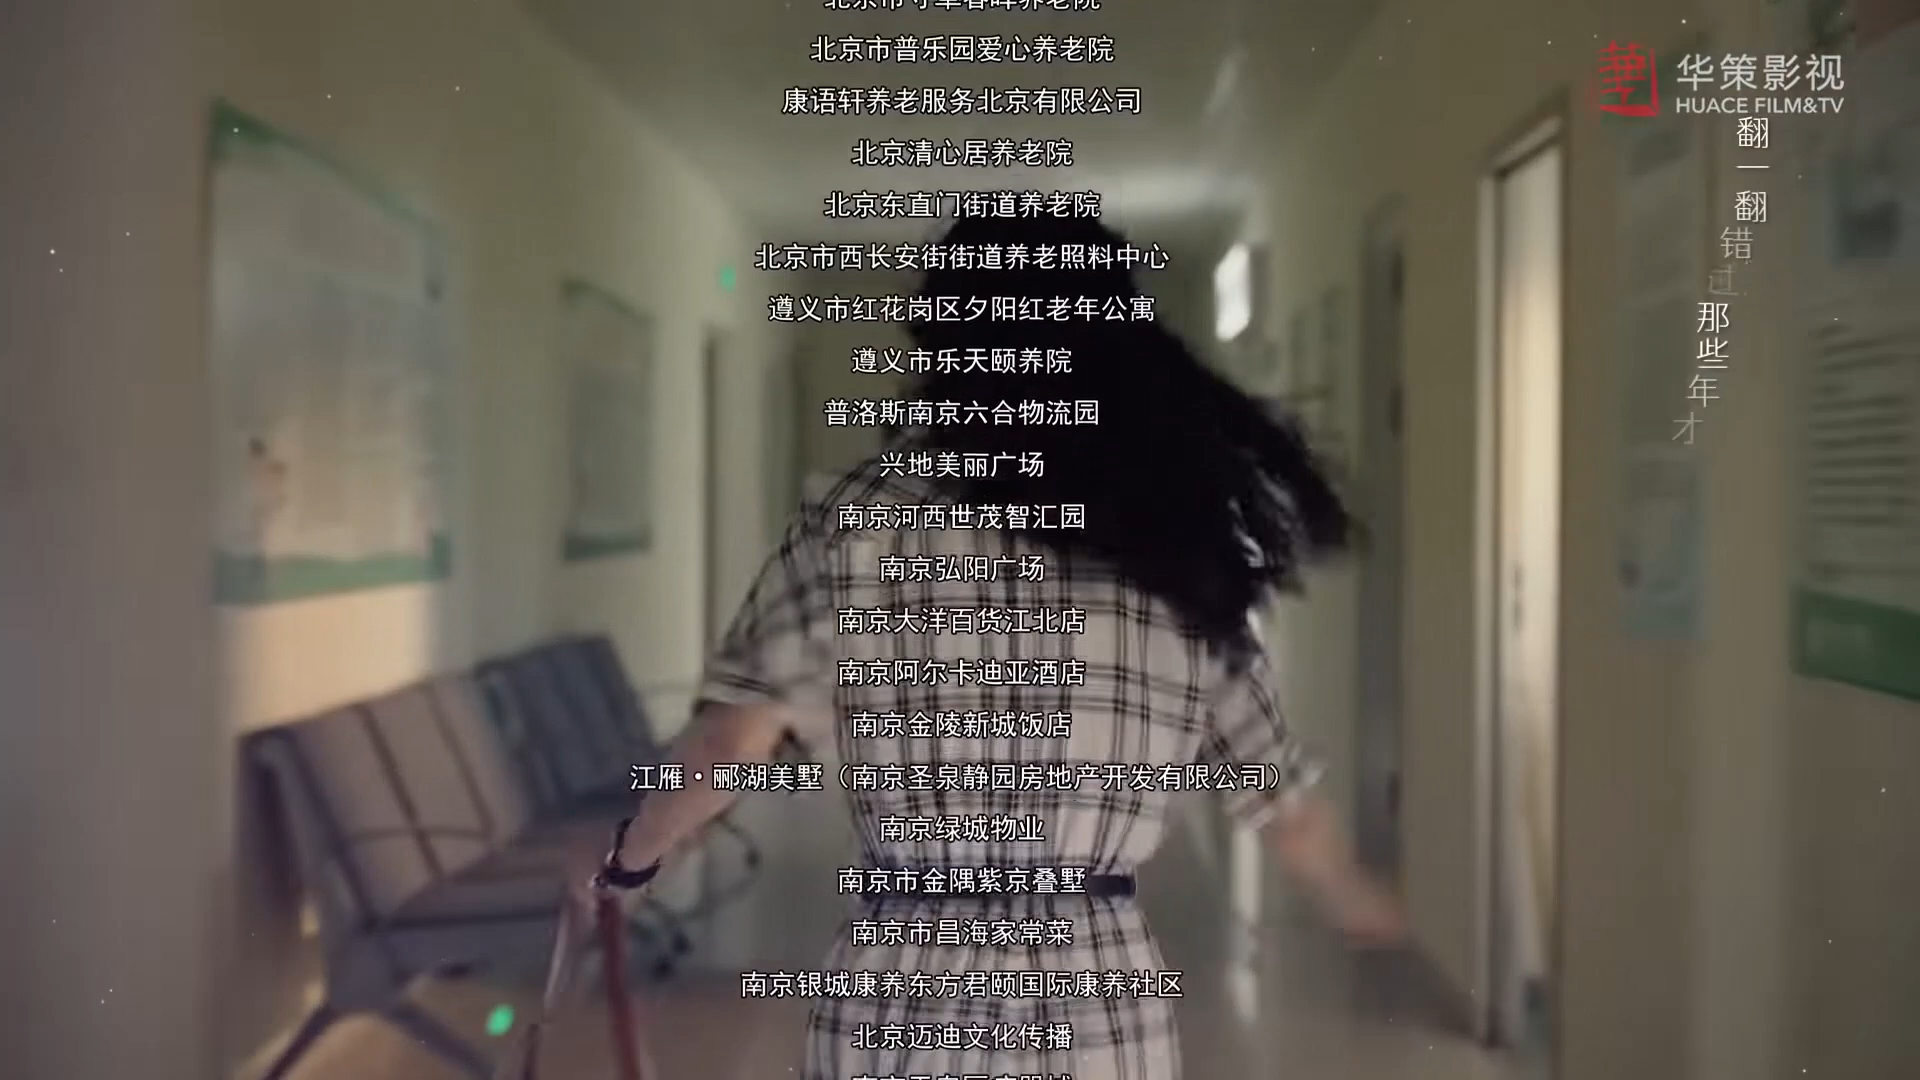 北京市普乐园爱心养老院
康语轩养老服务北京有限公司
北京清心居养老院
北京东直门街道养老院
北京市西长安街街道养老照料中心
遵义市红花岗区夕阳红老年公寓
遵义市乐天颐养院
普洛斯南京六合物流园
兴地美丽广场
南京河西世茂智汇园
南京弘阳广场
南京大洋百货江北店
南京阿尔卡迪亚酒店
南京金陵新城饭店
江雁·郦湖美墅（南京圣泉静园房地产开发有限公司）
南京绿城物业
南京市金隅紫京叠墅
南京市昌海家常菜
南京银城康养东方君颐国际康养社区
北京迈迪文化传播
华策影视
HUACE FILM&TV
翻一翻错过
那些年才